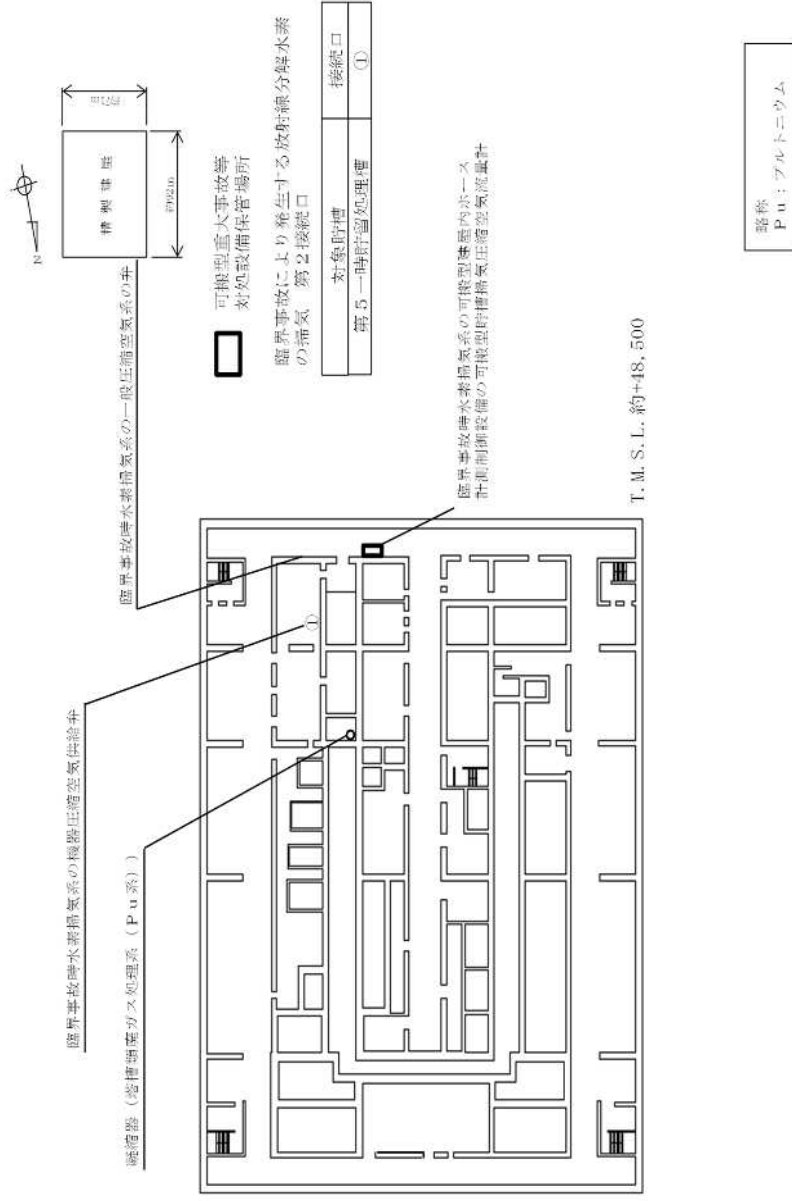 臨界事故時水素掃気系の一般圧縮空気系の弁
臨界事故時水素掃気系の機器圧縮空気供給弁
凝縮器（塔槽類廃ガス処理系（Pu系））
①
N
精製建屋
約92m
可搬型重大事故等
対処設備保管場所
臨界事故により発生する放射線分解水素
の掃気 第2接続口
対象貯槽 接続口
第5一時貯留処理槽 ①
臨界事故時水素掃気系の可搬型建屋内ホース
計測制御設備の可搬型貯槽掃気圧縮空気流量計
T.M.S.L.約+48,500
略称
Pu：プルトニウム